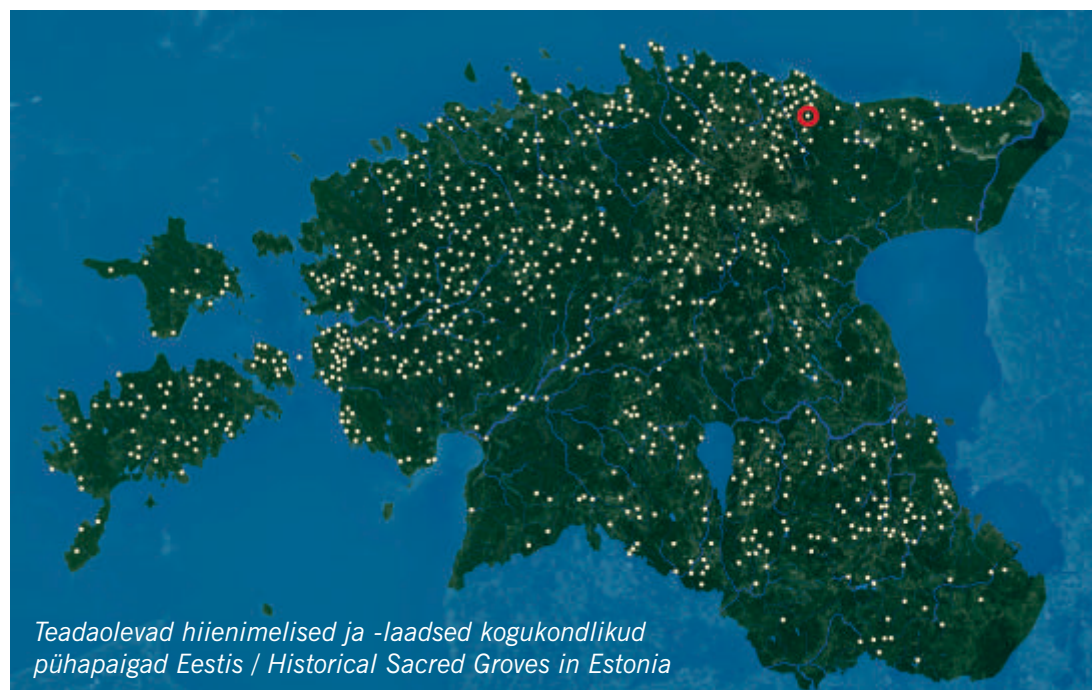 Teadaolevad hiienimelised ja -laadsed kogukondlikud
pühapaigad Eestis / Historical Sacred Groves in Estonia